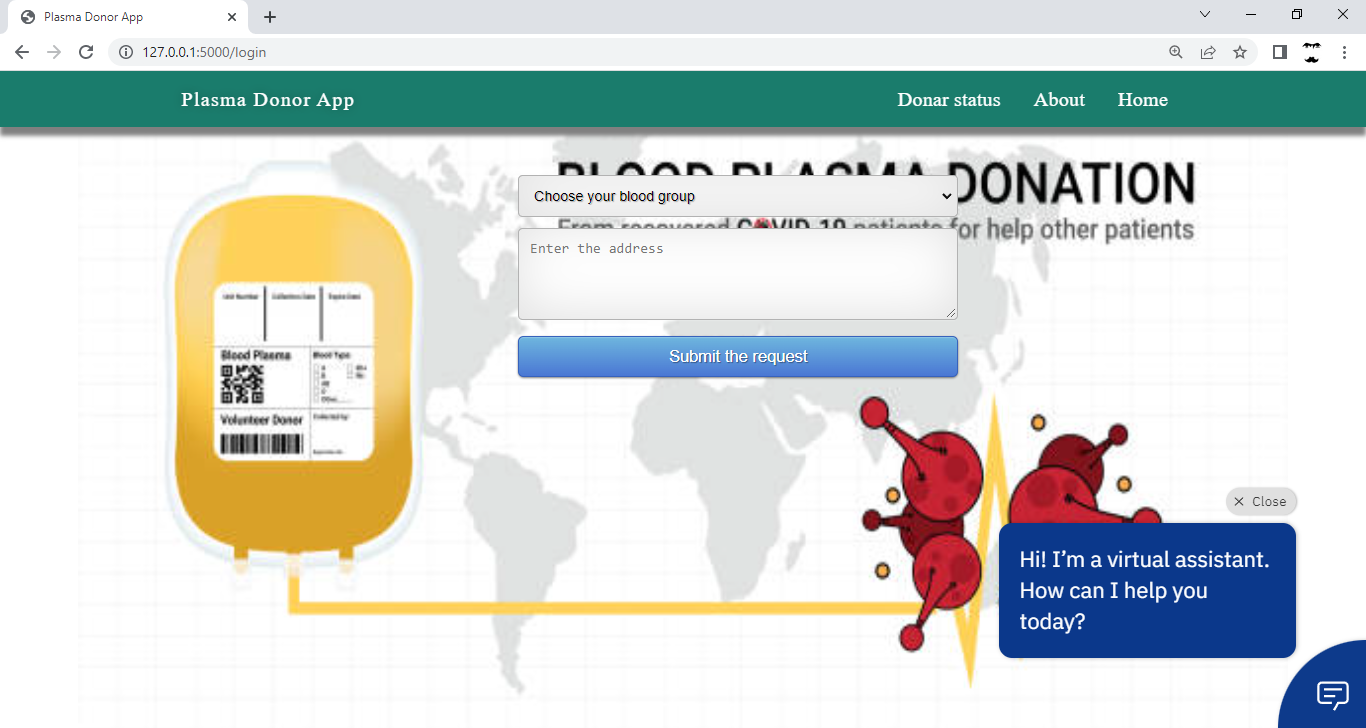 Plasma Donor App
127.0.0.1:5000/login
Plasma Donor App
Donar status
About
Home
BLOOD PLASMA DONATION
Choose your blood group
From recovered COVID-19 patients for help other patients
Enter the address
Submit the request
Unit Number
Collection Date
Expire Date
Blood Plasma
Blood Type
Volunteer Donor
Collected by
Close
Hi! I'm a virtual assistant.
How can I help you
today?